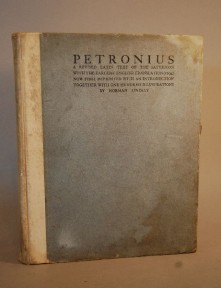 PETRONIUS
A REVISED LATIN TEXT OF THE SATYRICON
WITH THE EARLIEST ENGLISH TRANSLATION (1694)
NOW FIRST REPRINTED WITH AN INTRODUCTION
TOGETHER WITH ONE HUNDRED ILLUSTRATIONS
BY NORMAN LINDSAY